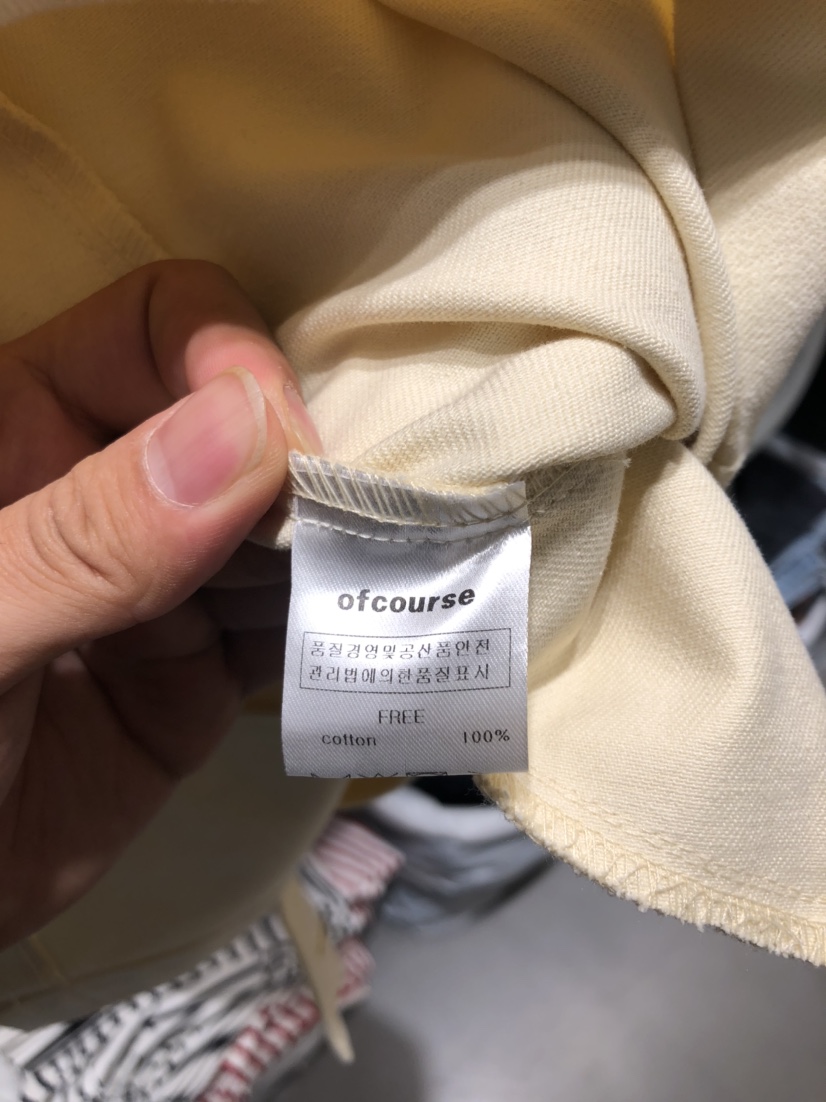 ofcourse
품질경영및공산품안전
관리법에의한품질표시
FREE
cotton 100%